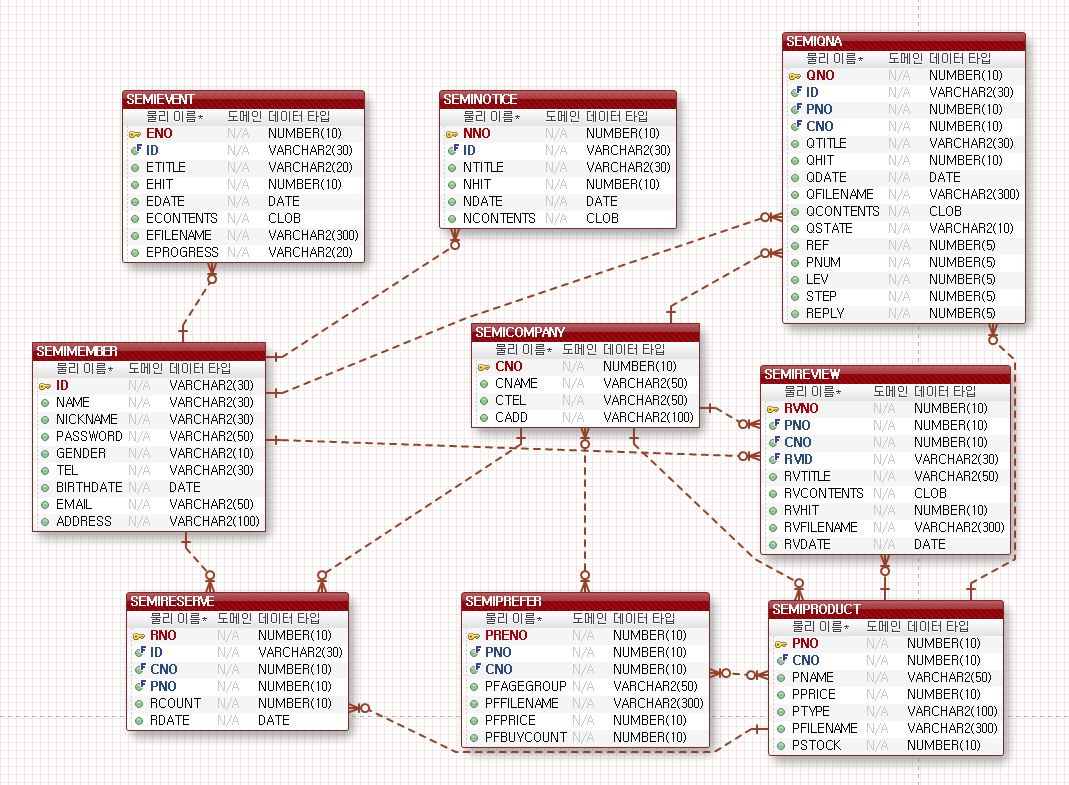 SEMIEVENT
물리 이름* 도메인 데이터 타입
ENO N/A NUMBER(10)
ID N/A VARCHAR2(30)
ETITLE N/A VARCHAR2(20)
EHIT N/A NUMBER(10)
EDATE N/A DATE
ECONTENTS N/A CLOB
EFILENAME N/A VARCHAR2(300)
EPROGRESS N/A VARCHAR2(20)
SEMINOTICE
물리 이름* 도메인 데이터 타입
NNO N/A NUMBER(10)
ID N/A VARCHAR2(30)
NTITLE N/A VARCHAR2(30)
NHIT N/A NUMBER(10)
NDATE N/A DATE
NCONTENTS N/A CLOB
SEMIQNA
물리 이름* 도메인 데이터 타입
QNO N/A NUMBER(10)
ID N/A VARCHAR2(30)
PNO N/A NUMBER(10)
CNO N/A NUMBER(10)
QTITLE N/A VARCHAR2(30)
QHIT N/A NUMBER(10)
QDATE N/A DATE
QFILENAME N/A VARCHAR2(300)
QCONTENTS N/A CLOB
QSTATE N/A VARCHAR2(10)
REF N/A NUMBER(5)
PNUM N/A NUMBER(5)
LEV N/A NUMBER(5)
STEP N/A NUMBER(5)
REPLY N/A NUMBER(5)
SEMIMEMBER
물리 이름* 도메인 데이터 타입
ID N/A VARCHAR2(30)
NAME N/A VARCHAR2(30)
NICKNAME N/A VARCHAR2(30)
PASSWORD N/A VARCHAR2(50)
GENDER N/A VARCHAR2(10)
TEL N/A VARCHAR2(30)
BIRTHDATE N/A DATE
EMAIL N/A VARCHAR2(50)
ADDRESS N/A VARCHAR2(100)
SEMICOMPANY
물리 이름* 도메인 데이터 타입
CNO N/A NUMBER(10)
CNAME N/A VARCHAR2(50)
CTEL N/A VARCHAR2(50)
CADD N/A VARCHAR2(100)
SEMIREVIEW
물리 이름* 도메인 데이터 타입
RVNO N/A NUMBER(10)
PNO N/A NUMBER(10)
CNO N/A NUMBER(10)
RVID N/A VARCHAR2(30)
RVTITLE N/A VARCHAR2(50)
RVCONTENTS N/A CLOB
RVHIT N/A NUMBER(10)
RVFILENAME N/A VARCHAR2(300)
RVDATE N/A DATE
SEMIRESERVE
물리 이름* 도메인 데이터 타입
RNO N/A NUMBER(10)
ID N/A VARCHAR2(30)
CNO N/A NUMBER(10)
PNO N/A NUMBER(10)
RCOUNT N/A NUMBER(10)
RDATE N/A DATE
SEMIPREFER
물리 이름* 도메인 데이터 타입
PRENO N/A NUMBER(10)
PNO N/A NUMBER(10)
CNO N/A NUMBER(10)
PFAGEGROUP N/A VARCHAR2(50)
PFFILENAME N/A VARCHAR2(300)
PFPRICE N/A NUMBER(10)
PFBUYCOUNT N/A NUMBER(10)
SEMIPRODUCT
물리 이름* 도메인 데이터 타입
PNO N/A NUMBER(10)
CNO N/A NUMBER(10)
PNAME N/A VARCHAR2(50)
PPRICE N/A NUMBER(10)
PTYPE N/A VARCHAR2(100)
PFILENAME N/A VARCHAR2(300)
PSTOCK N/A NUMBER(10)